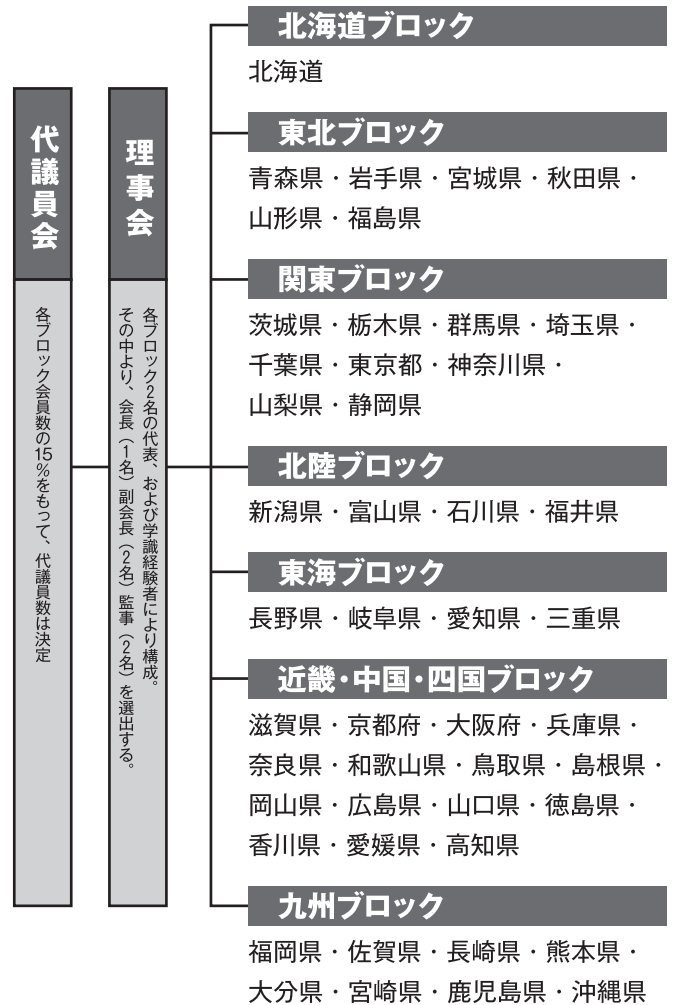 代議員会
各ブロック会員数の15%をもって、代議員数は決定
理事会
各ブロック2名の代表、および学識経験者により構成。
その中より、会長（1名）副会長（2名）監事（2名）を選出する。
北海道ブロック
北海道
東北ブロック
青森県・岩手県・宮城県・秋田県・
山形県・福島県
関東ブロック
茨城県・栃木県・群馬県・埼玉県・
千葉県・東京都・神奈川県・
山梨県・静岡県
北陸ブロック
新潟県・富山県・石川県・福井県
東海ブロック
長野県・岐阜県・愛知県・三重県
近畿・中国・四国ブロック
滋賀県・京都府・大阪府・兵庫県・
奈良県・和歌山県・鳥取県・島根県・
岡山県・広島県・山口県・徳島県・
香川県・愛媛県・高知県
九州ブロック
福岡県・佐賀県・長崎県・熊本県・
大分県・宮崎県・鹿児島県・沖縄県